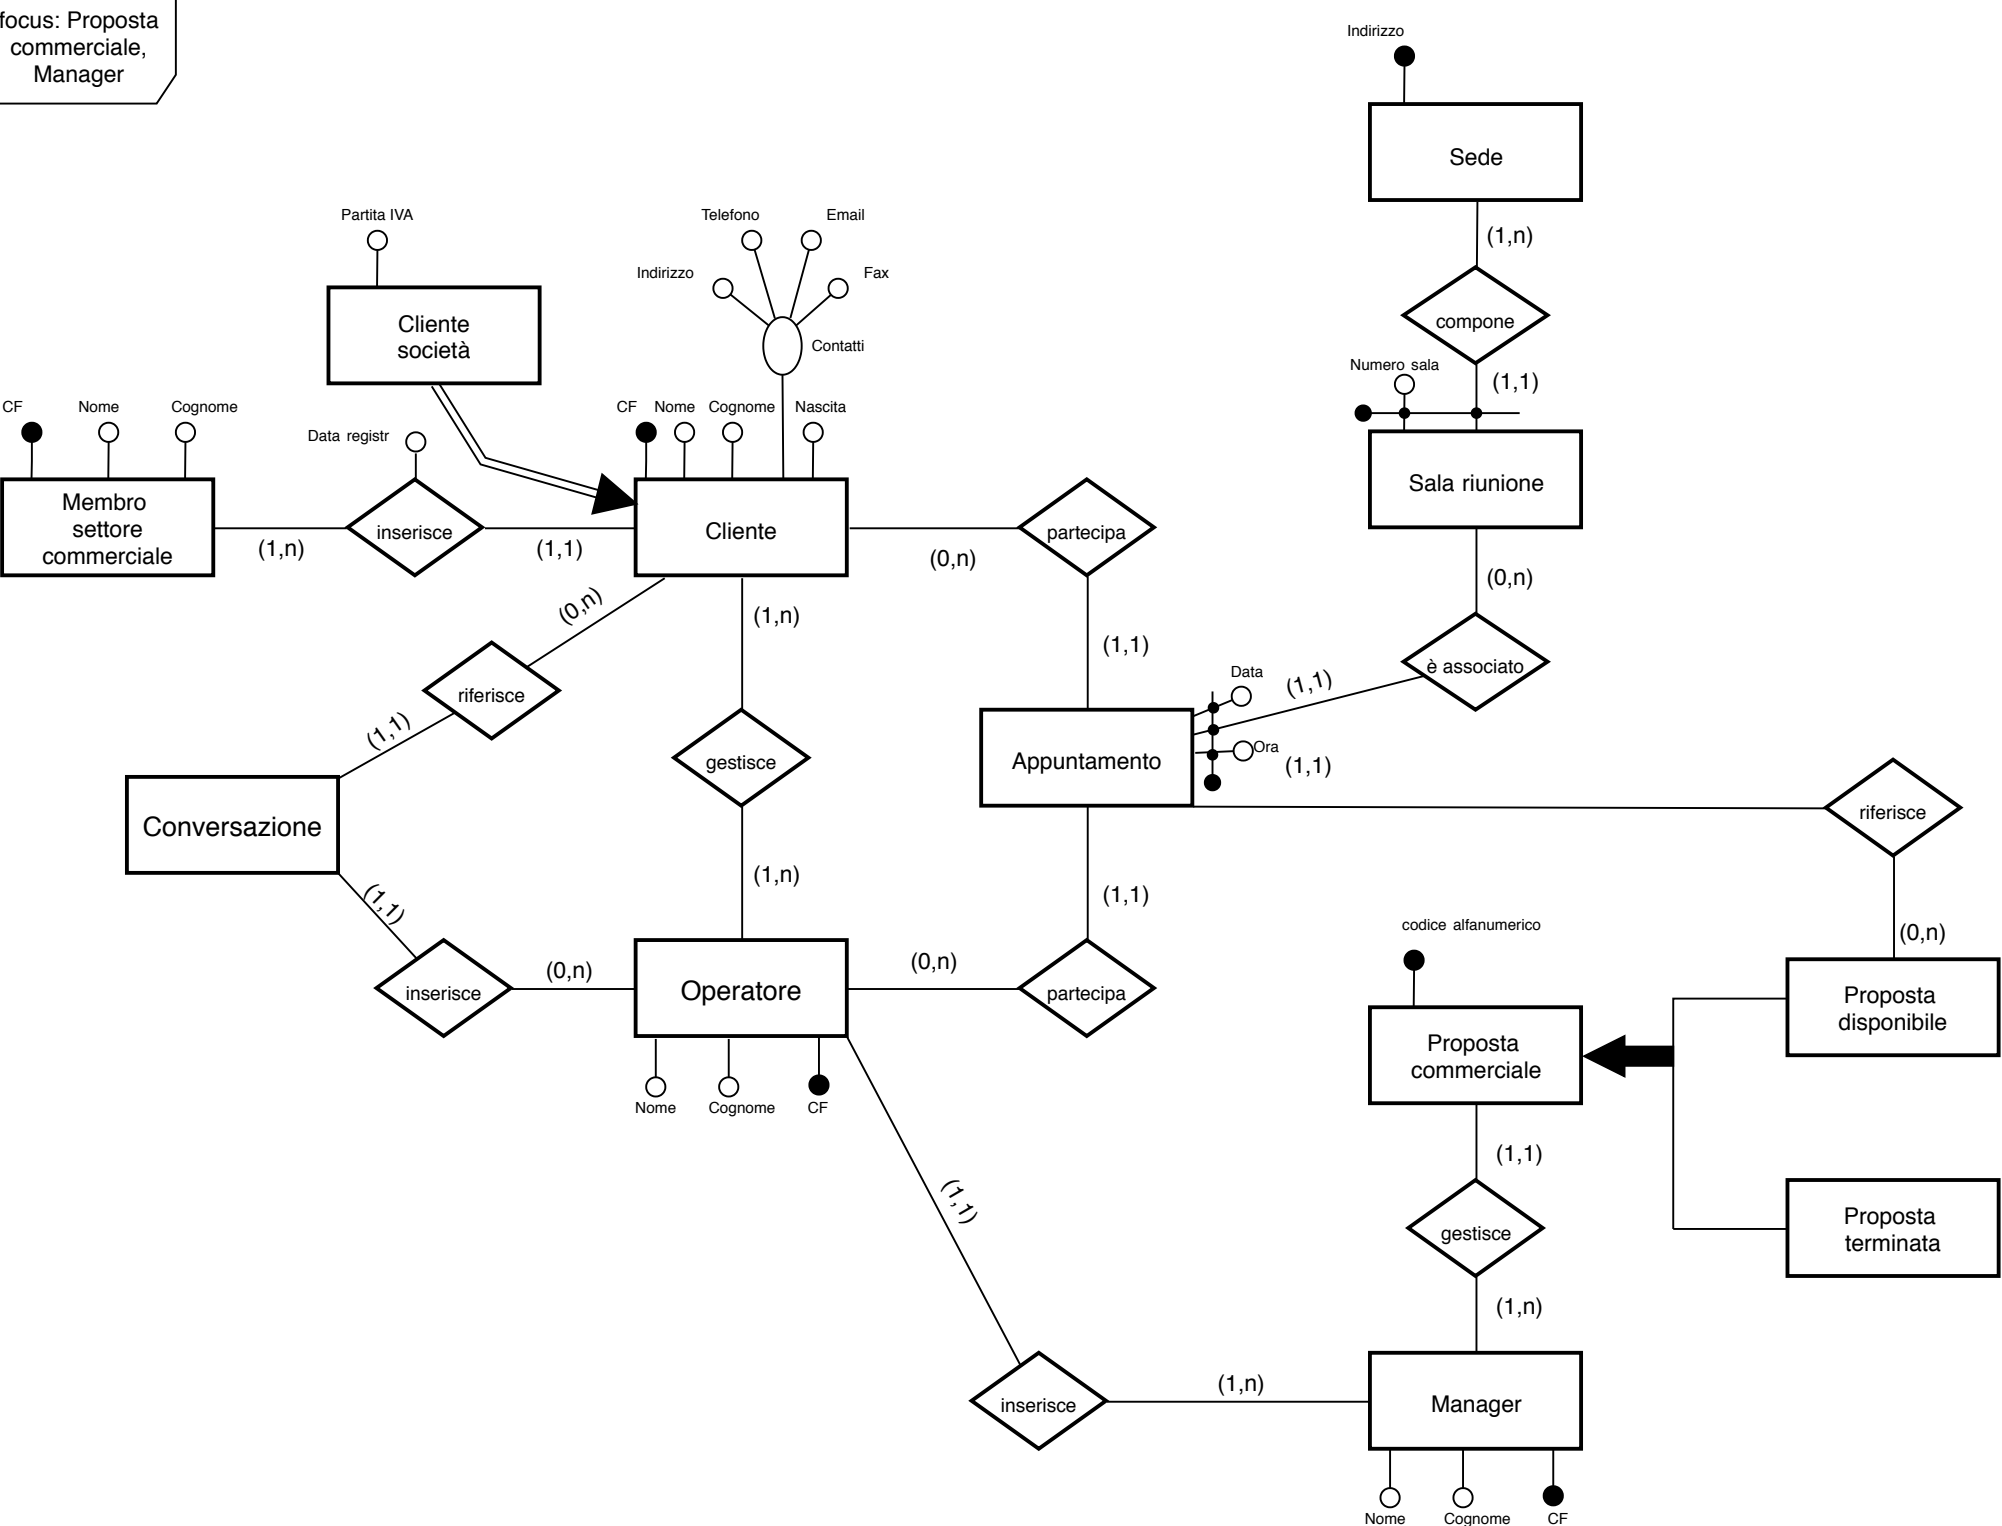 focus: Proposta
commerciale,
Manager
Indirizzo
Sede
(1,n)
compone
Numero sala
(1,1)
Sala riunione
(0,n)
è associato
Partita IVA
Cliente
società
Telefono
Email
Indirizzo
Fax
Contatti
CF
Nome
Cognome
Data registr
CF
Nome
Cognome
Nascita
Membro
settore
commerciale
(1,n)
inserisce
(1,1)
Cliente
(0,n)
partecipa
(0,n)
riferisce
(1,1)
(1,n)
gestisce
(1,n)
(1,1)
Data
(1,1)
Ora
(1,1)
Appuntamento
riferisce
(0,n)
Conversazione
(1,1)
inserisce
(0,n)
Operatore
(0,n)
partecipa
(1,1)
Nome
Cognome
CF
codice alfanumerico
Proposta
commerciale
Proposta
disponibile
Proposta
terminata
(1,1)
gestisce
(1,n)
(1,1)
inserisce
(1,n)
Manager
Nome
Cognome
CF